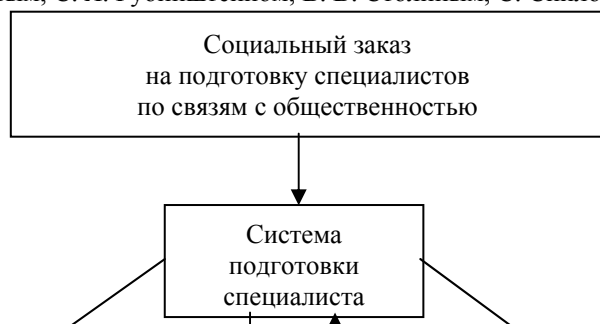 Социальный заказ
на подготовку специалистов
по связям с общественностью
Система
подготовки
специалиста